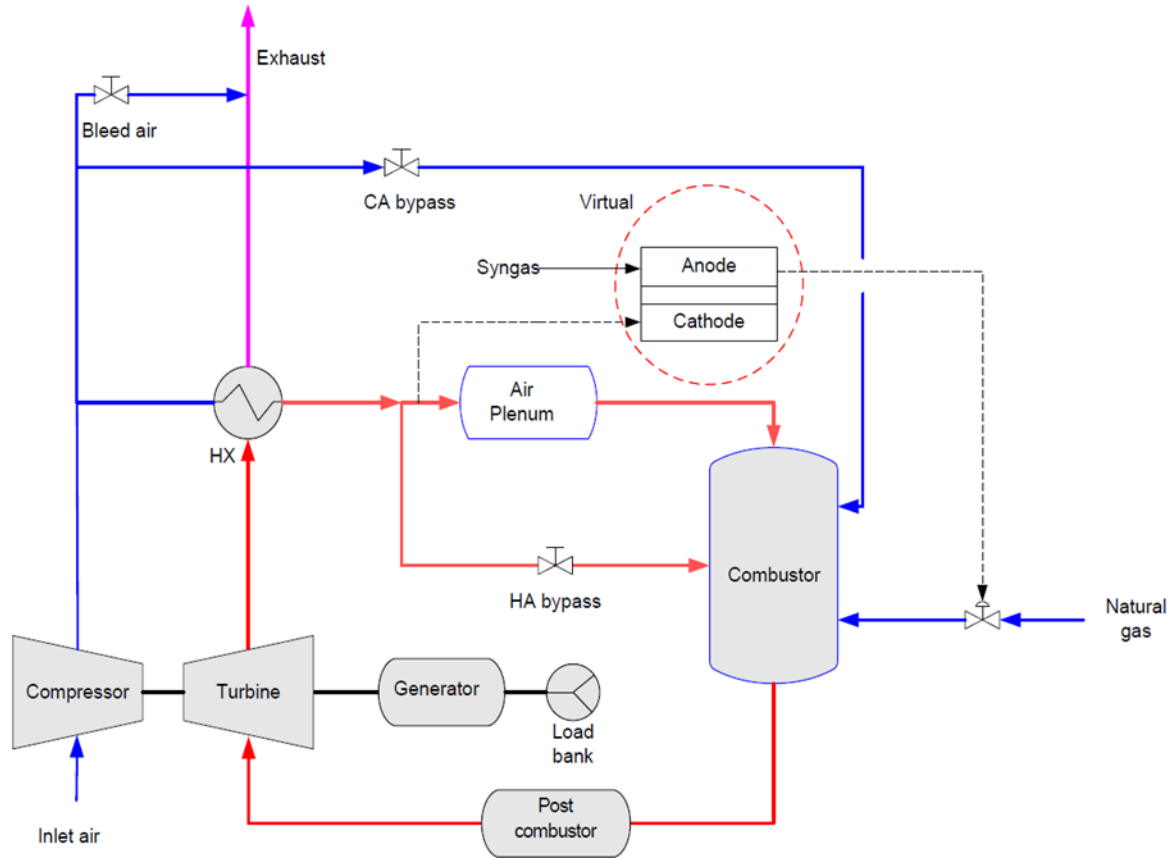 Exhaust
Bleed air
CA bypass
Virtual
Syngas
Anode
Cathode
Air
Plenum
HX
HA bypass
Combustor
Natural
gas
Compressor
Turbine
Generator
Load
bank
Post
combustor
Inlet air